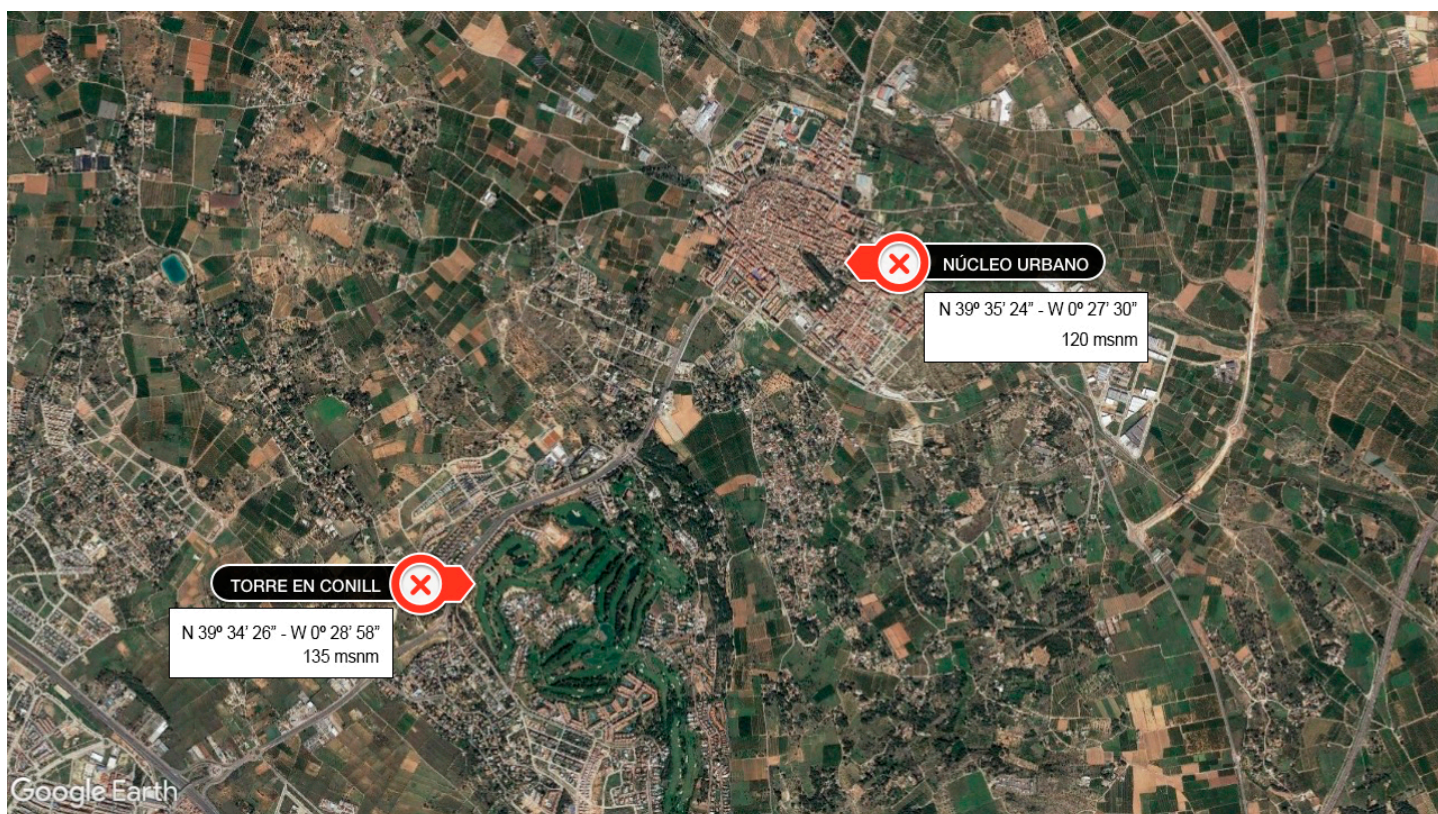 NÚCLEO URBANO
N 39º 35’ 24” - W 0º 27’ 30”
120 msnm
TORRE EN CONILL
N 39º 34’ 26” - W 0º 28’ 58”
135 msnm
Google Earth